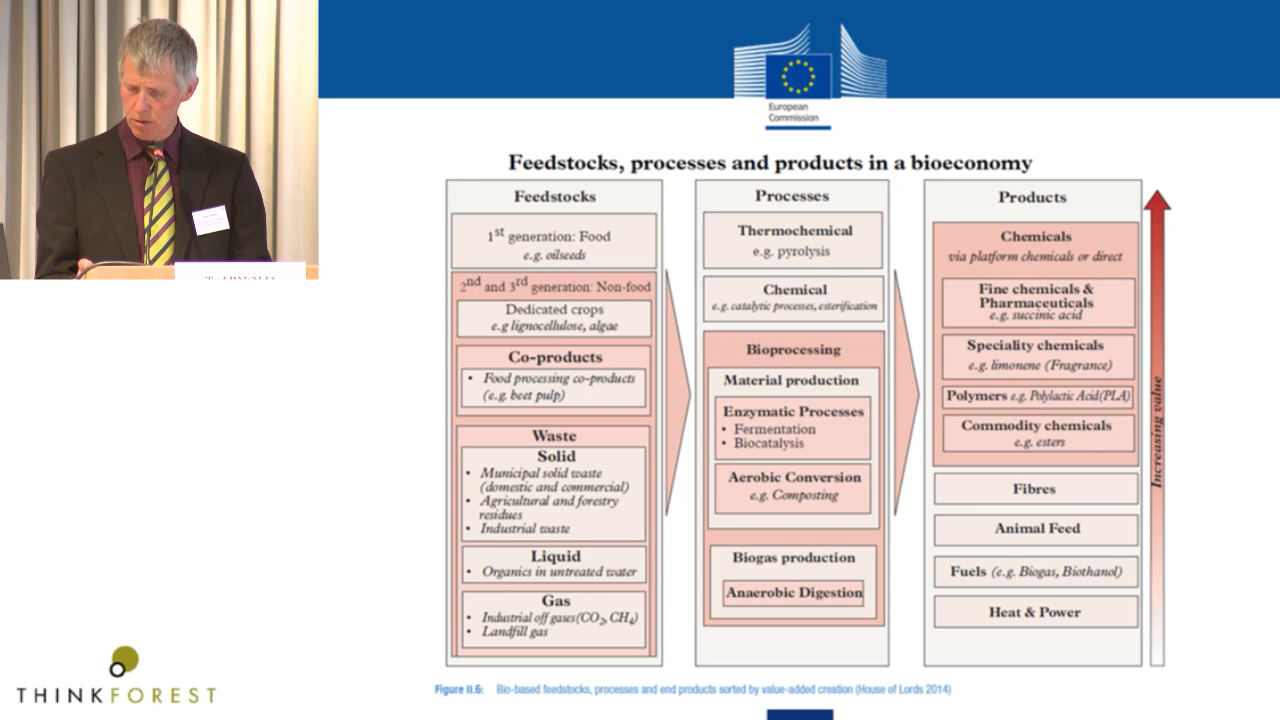 European
Commission
Feedstocks, processes and products in a bioeconomy
Feedstocks
1st generation: Food
e.g. oilseeds
2nd and 3rd generation: Non-food
Dedicated crops
e.g lignocellulose, algae
Co-products
• Food processing co-products
(e.g. beet pulp)
Waste
Solid
• Municipal solid waste
(domestic and commercial)
• Agricultural and forestry
residues
• Industrial waste
Liquid
• Organics in untreated water
Gas
• Industrial off gases(CO2, CH4)
• Landfill gas
Processes
Thermochemical
e.g. pyrolysis
Chemical
e.g. catalytic processes, esterification
Bioprocessing
Material production
Enzymatic Processes
• Fermentation
• Biocatalysis
Aerobic Conversion
e.g. Composting
Biogas production
Anaerobic Digestion
Products
Chemicals
via platform chemicals or direct
Fine chemicals &
Pharmaceuticals
e.g. succinic acid
Speciality chemicals
e.g. limonene (Fragrance)
Polymers e.g. Polylactic Acid(PLA)
Commodity chemicals
e.g. esters
Fibres
Animal Feed
Fuels (e.g. Biogas, Biothanol)
Heat & Power
Increasing value
Figure II.6: Bio-based feedstocks, processes and end products sorted by value-added creation (House of Lords 2014)
THINKFOREST